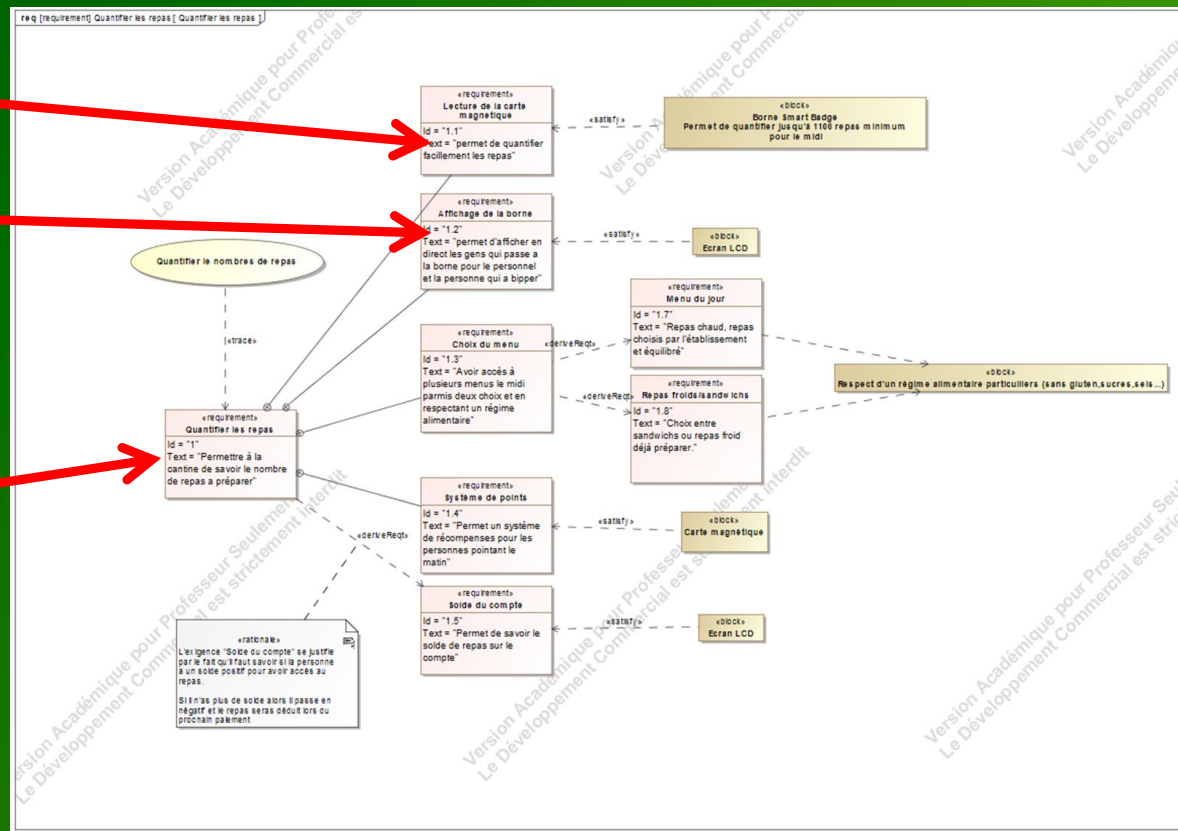 req [requirement] Quantifier les repas [ Quantifier les repas ]
«requirement»
Lecture de la carte
magnetique
Id = "1.1"
Text = "permet de quantifier
facillement les repas"
«satisfy»
«block»
Borne Smart Badge
Permet de quantifier jusqu'à 1100 repas minimum
pour le midi
«requirement»
Affichage de la borne
Id = "1.2"
Text = "permet d'afficher en
direct les gens qui passe a
la borne pour le personnel
et la personne qui a bipper"
«satisfy»
«block»
Ecran LCD
Quantifier le nombres de repas
«trace»
«requirement»
Choix du menu
Id = "1.3"
Text = "Avoir accès à
plusieurs menus le midi
parmis deux choix et en
respectant un régime
alimentaire"
«deriveReqt»
«deriveReqt»
«requirement»
Menu du jour
Id = "1.7"
Text = "Repas chaud, repas
choisis par l'établissement
et équilibré"
«requirement»
Repas froids/sandwichs
Id = "1.8"
Text = "Choix entre
sandwichs ou repas froid
déjà préparer."
«block»
Respect d'un régime alimentaire particuliiers (sans gluten,sucres,sels...)
«requirement»
Quantifier les repas
Id = "1"
Text = "Permettre à la
cantine de savoir le nombre
de repas a préparer"
«requirement»
Système de points
Id = "1.4"
Text = "Permet un système
de récompenses pour les
personnes pointant le
matin"
«satisfy»
«block»
Carte magnétique
«deriveReqt»
«requirement»
Solde du compte
Id = "1.5"
Text = "Permet de savoir le
solde de repas sur le
compte"
«satisfy»
«block»
Ecran LCD
«rationale»
L'exigence "Solde du compte" se justifie
par le fait qu'il faut savoir si la personne
a un solde positif pour avoir accès au
repas.
Si il n'as plus de solde alors il passe en
négatif et le repas seras déduit lors du
prochain paiement
Version Académique pour Professeur Seulement
Le Développement Commercial est strictement interdit